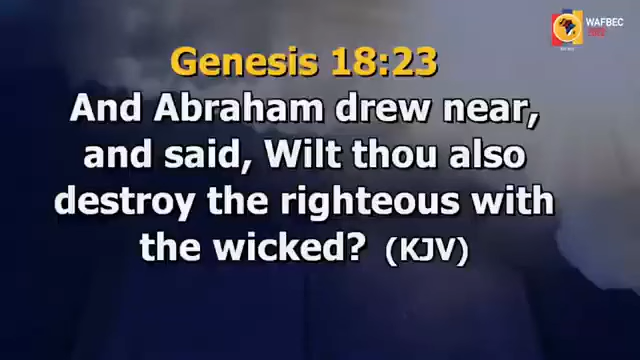 WAFBEC
Genesis 18:23
And Abraham drew near,
and said, Wilt thou also
destroy the righteous with
the wicked? (KJV)